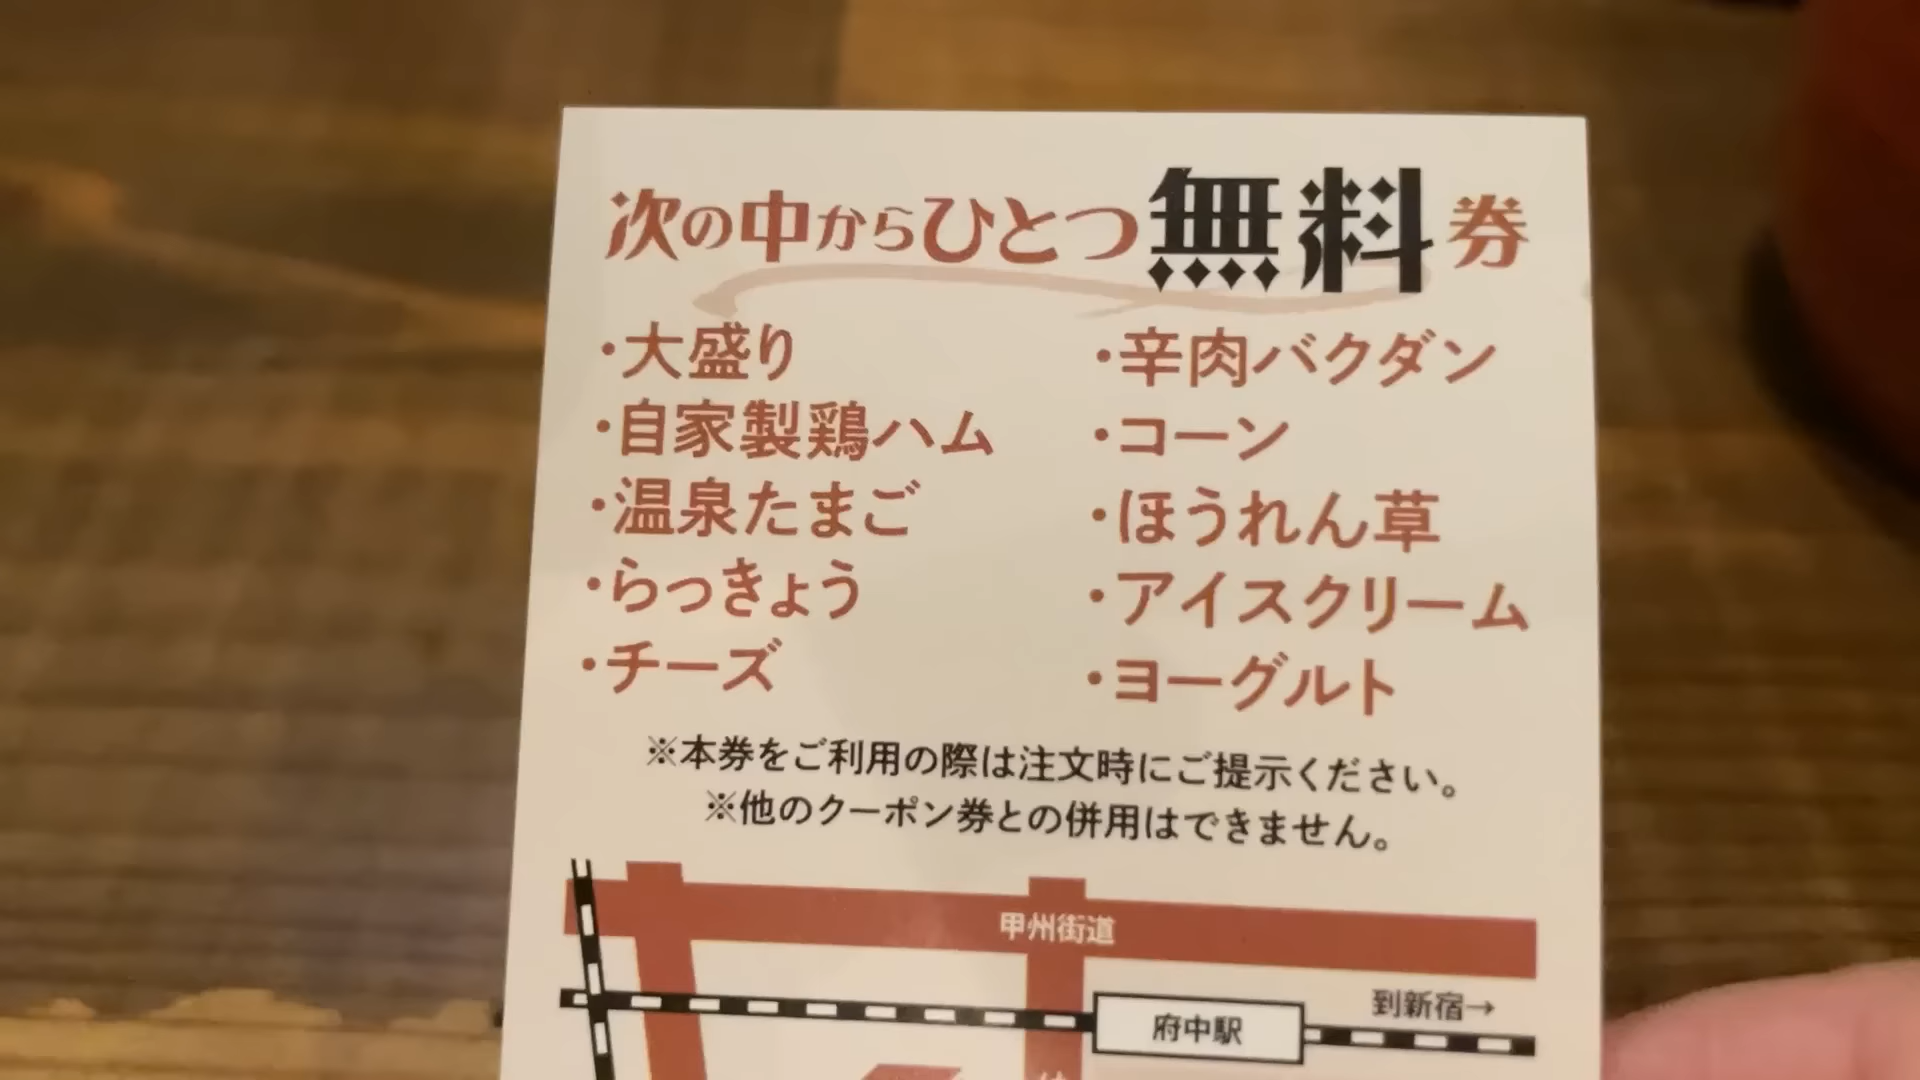 次の中からひとつ無料券
・大盛り
・自家製鶏ハム
・温泉たまご
・らっきょう
・チーズ
・辛肉バクダン
・コーン
・ほうれん草
・アイスクリーム
・ヨーグルト
※本券をご利用の際は注文時にご提示ください。
※他のクーポン券との併用はできません。
甲州街道
到新宿→
府中駅